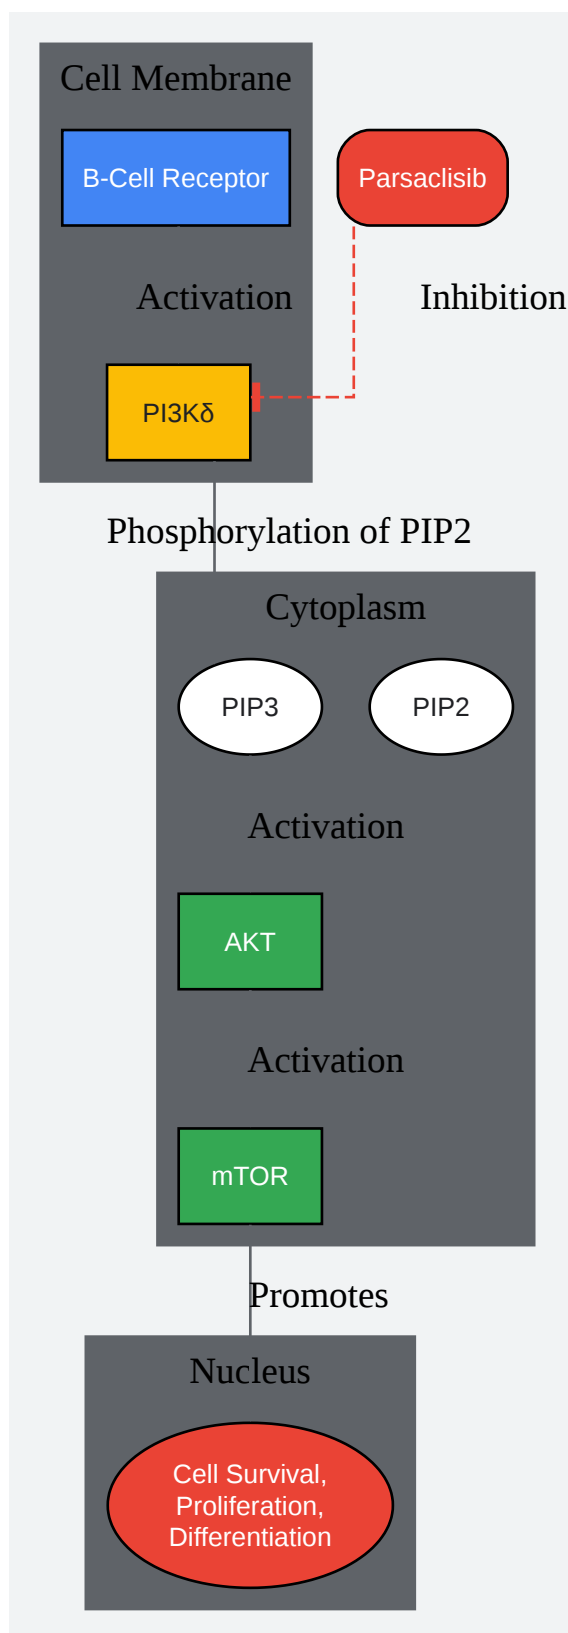 Cell Membrane
B-Cell Receptor
Parsaclisib
Activation
Inhibition
PI3Kδ
Phosphorylation of PIP2
Cytoplasm
PIP3
PIP2
Activation
AKT
Activation
mTOR
Promotes
Nucleus
Cell Survival,
Proliferation,
Differentiation